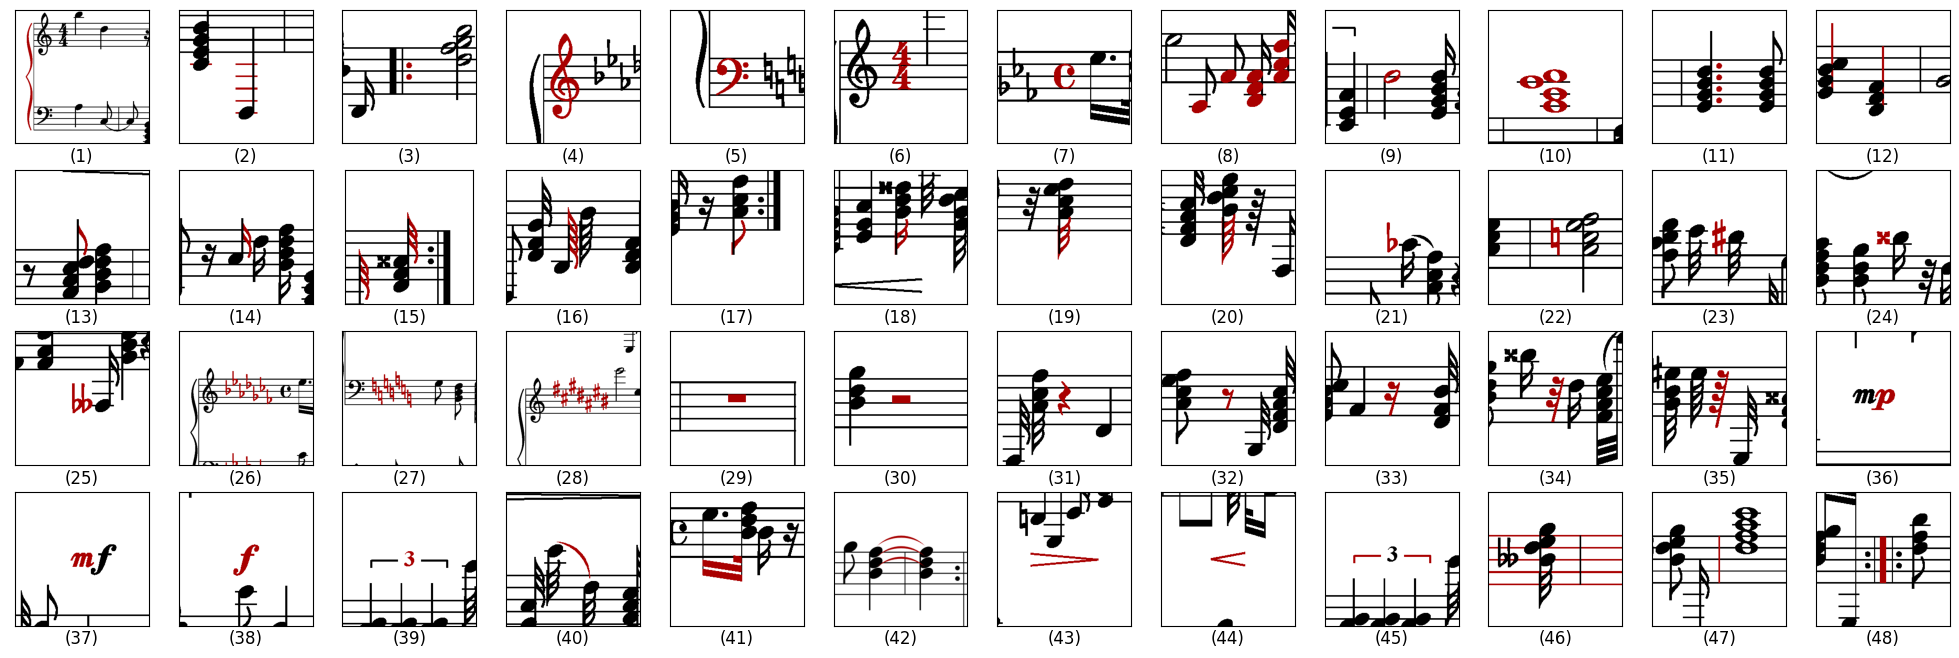 (1) (2) (3) (4) (5) (6) (7) (8) (9) (10) (11) (12)
(13) (14) (15) (16) (17) (18) (19) (20) (21) (22) (23) (24)
mp
(25) (26) (27) (28) (29) (30) (31) (32) (33) (34) (35) (36)
mf f 3 3
(37) (38) (39) (40) (41) (42) (43) (44) (45) (46) (47) (48)